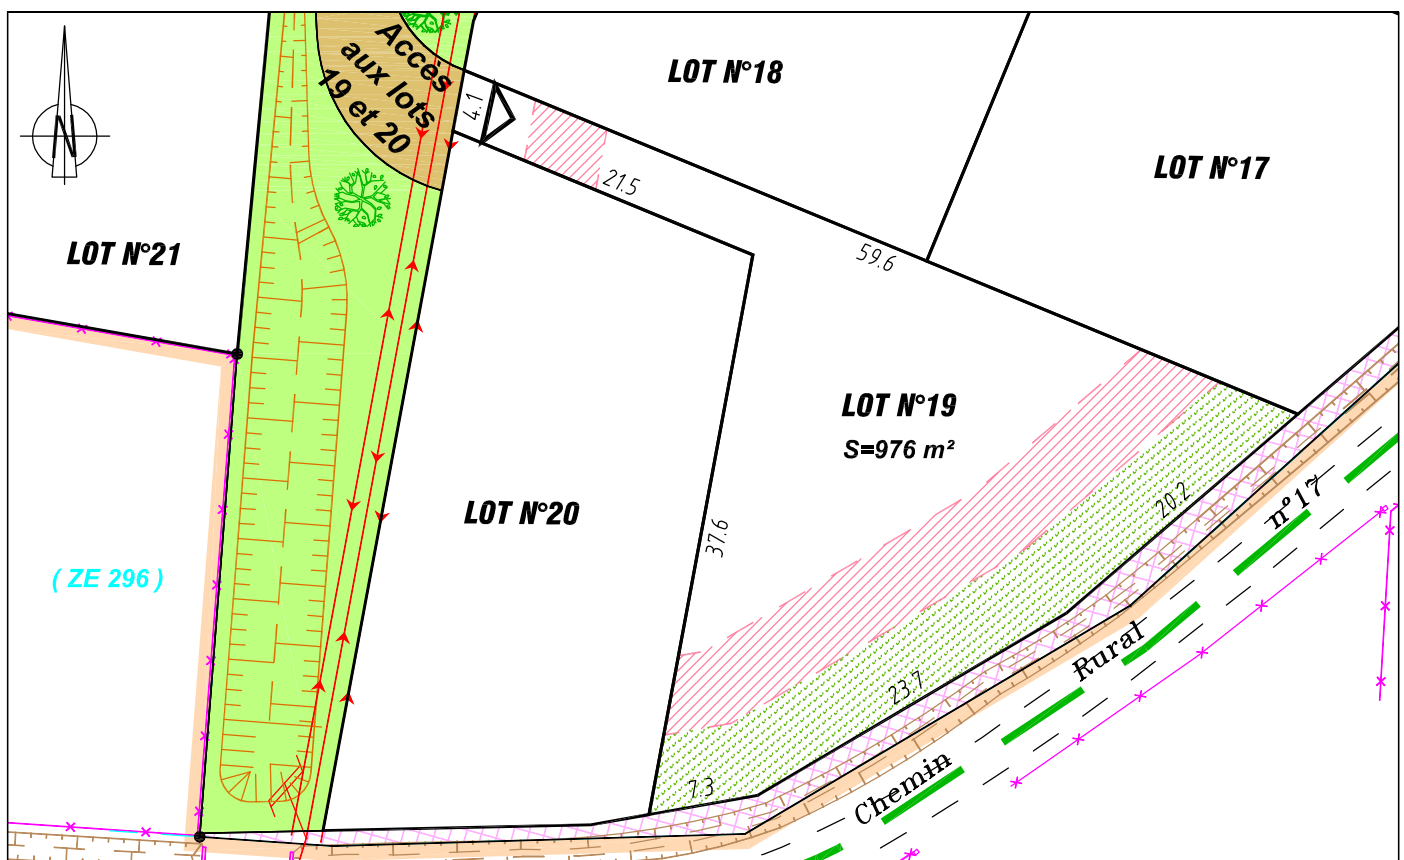 Accès
aux lots
19 et 20
N
4.1
LOT N°18
LOT N°17
21.5
LOT N°21
59.6
LOT N°19
S=976 m²
LOT N°20
37.6
20.2
n°17
( ZE 296 )
Rural
23.7
7.3
Chemin